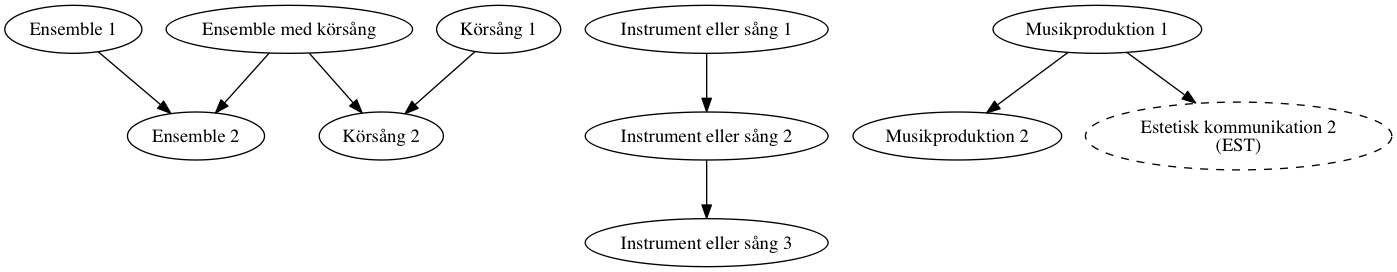 Ensemble 1
Ensemble med körsång
Körsång 1
Instrument eller sång 1
Musikproduktion 1
Ensemble 2
Körsång 2
Instrument eller sång 2
Musikproduktion 2
Estetisk kommunikation 2
(EST)
Instrument eller sång 3